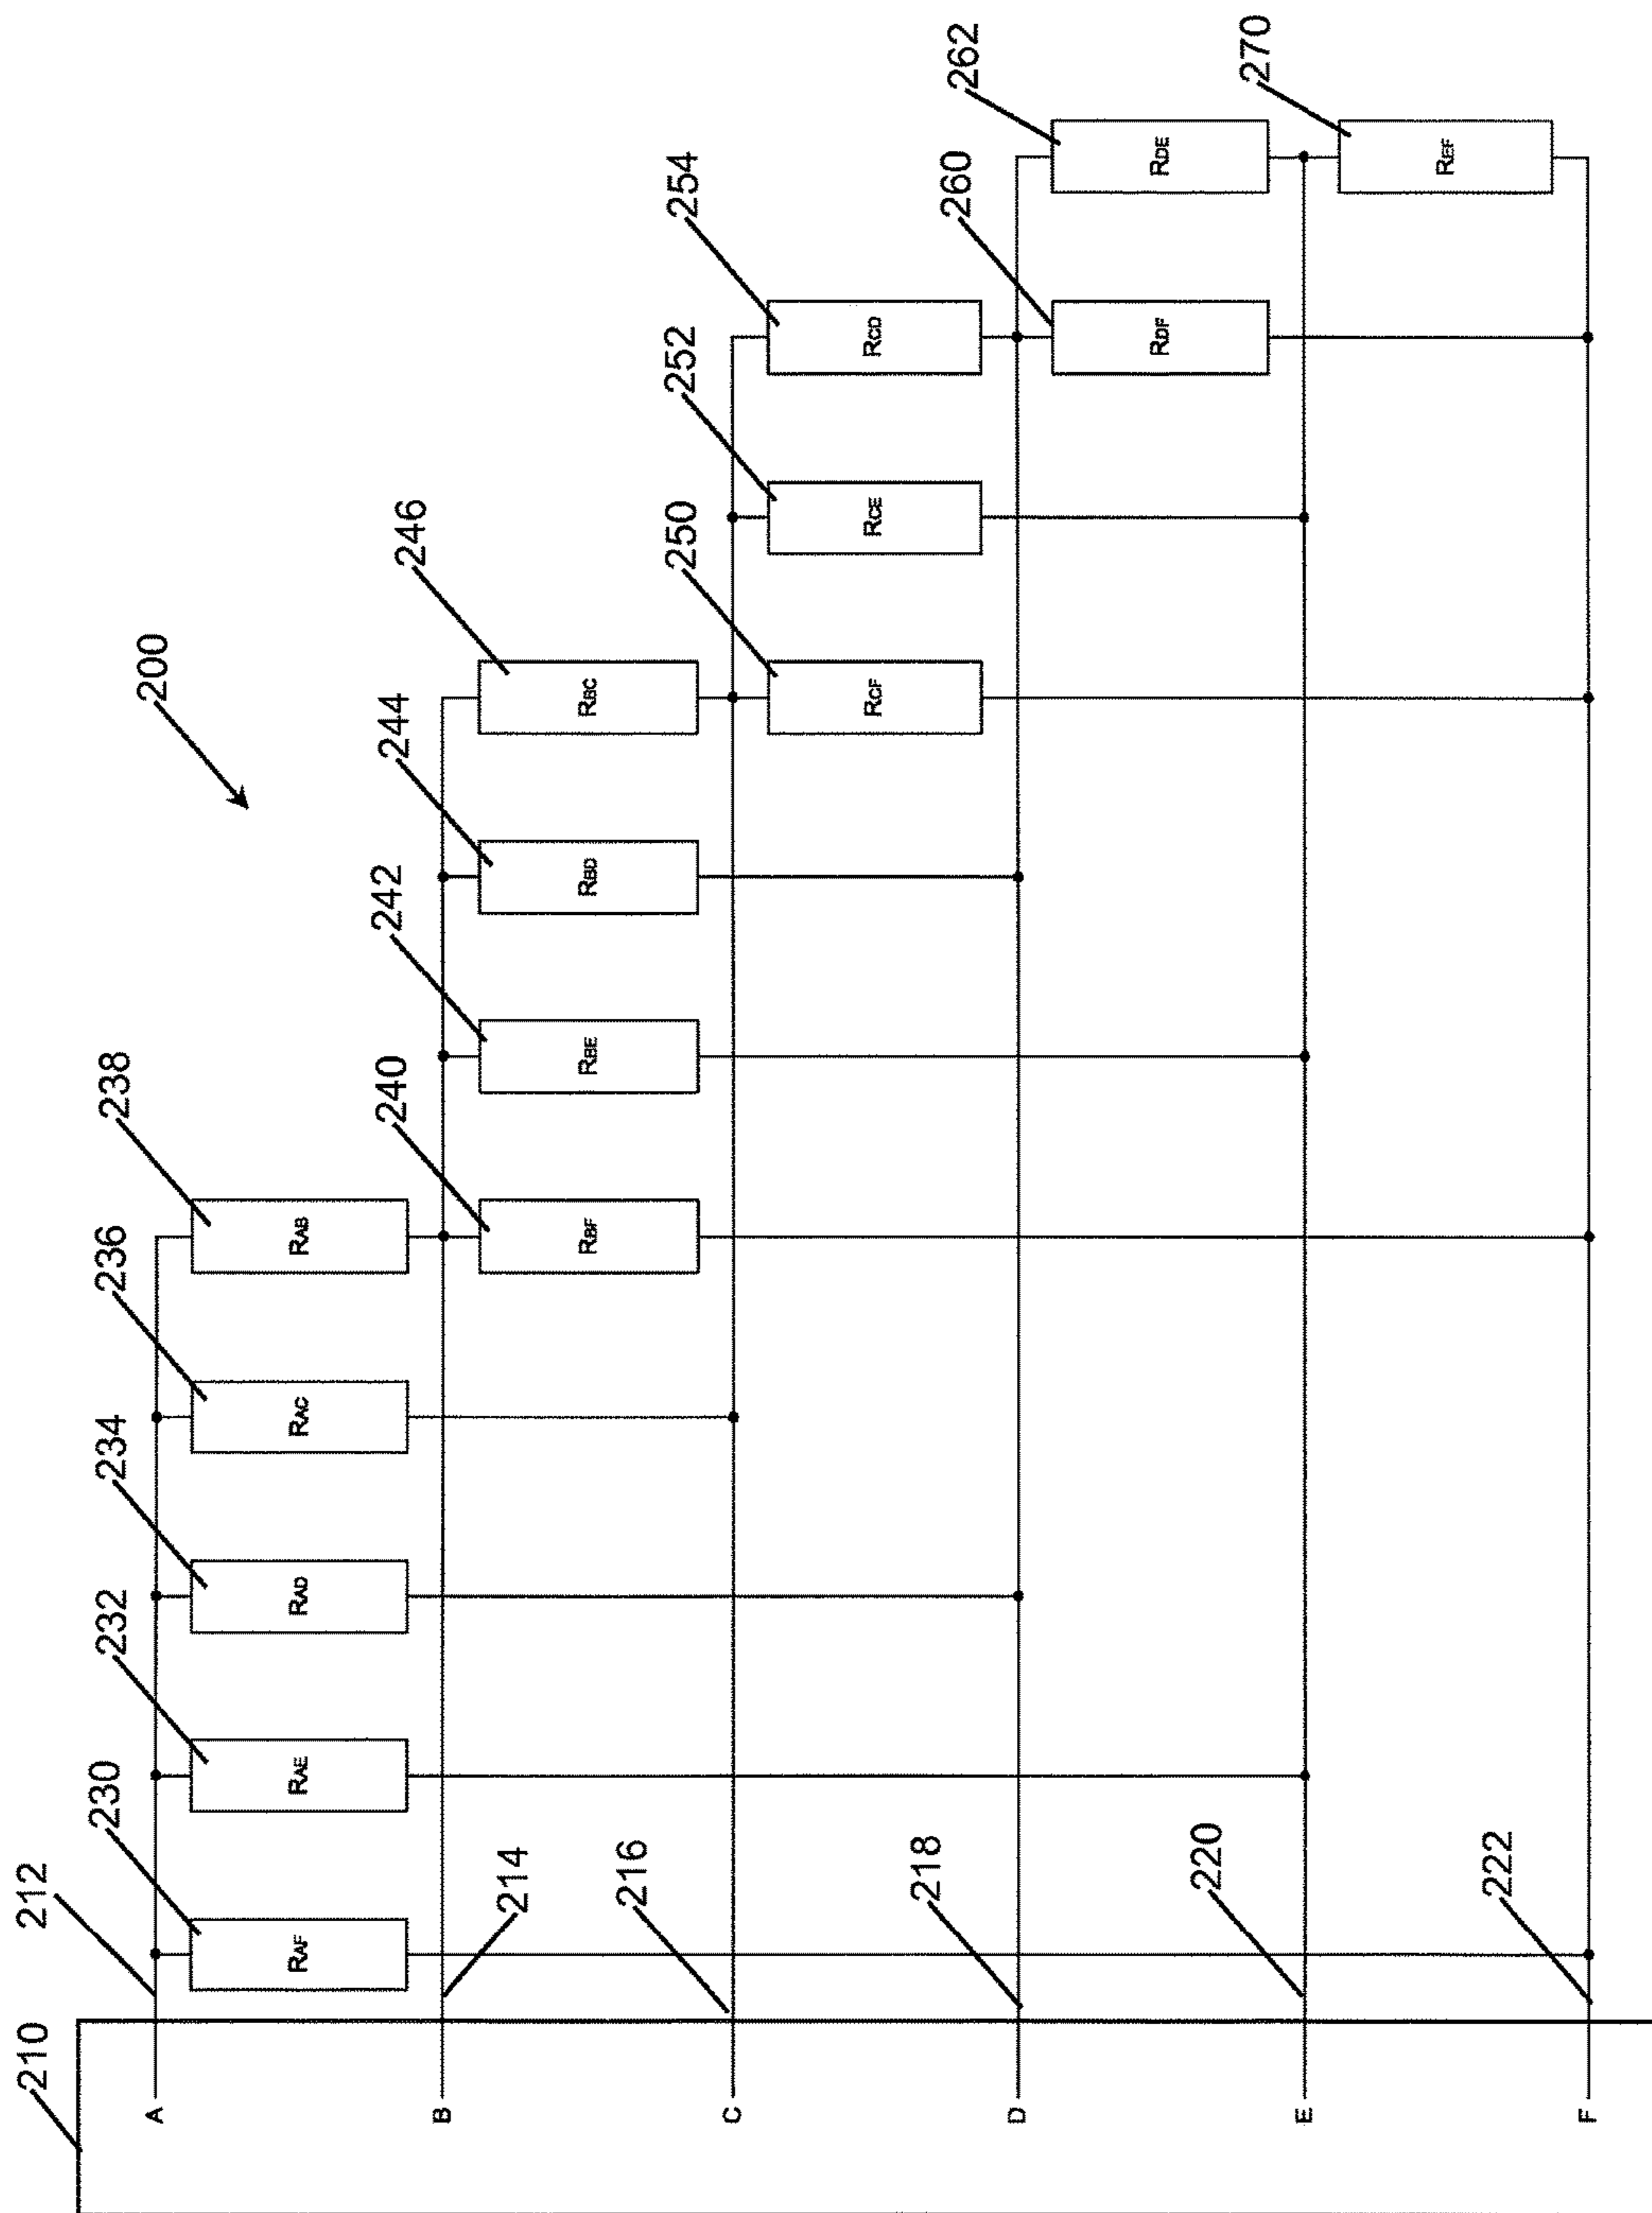 200
210
212
230
232
234
236
238
RAF
RAE
RAD
RAC
RAB
A
214
240
242
244
246
RBF
RBE
RBD
RBC
B
216
250
252
254
RCF
RCE
RCD
C
218
260
262
RDF
RDE
D
220
270
REF
E
222
F